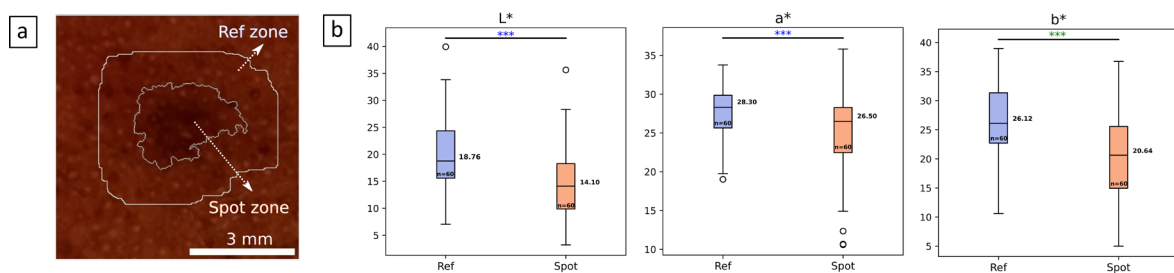 a
Ref zone
Spot zone
3 mm
b
L*
***
40
35
30
25
20
15
10
5
18.76
n=60
14.10
n=60
Ref
Spot
a*
***
35
30
25
20
15
10
28.30
n=60
26.50
n=60
Ref
Spot
b*
***
40
35
30
25
20
15
10
5
26.12
n=60
20.64
n=60
Ref
Spot